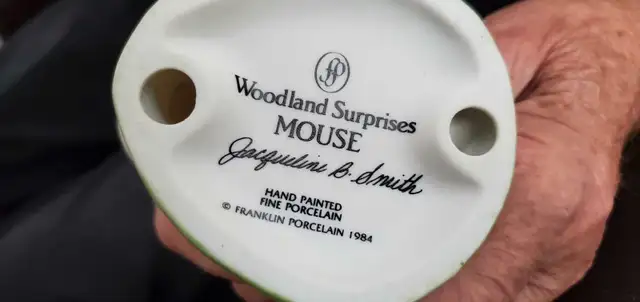 FP
Woodland Surprises
MOUSE
Jacqueline B. Smith
HAND PAINTED
FINE PORCELAIN
© FRANKLIN PORCELAIN 1984